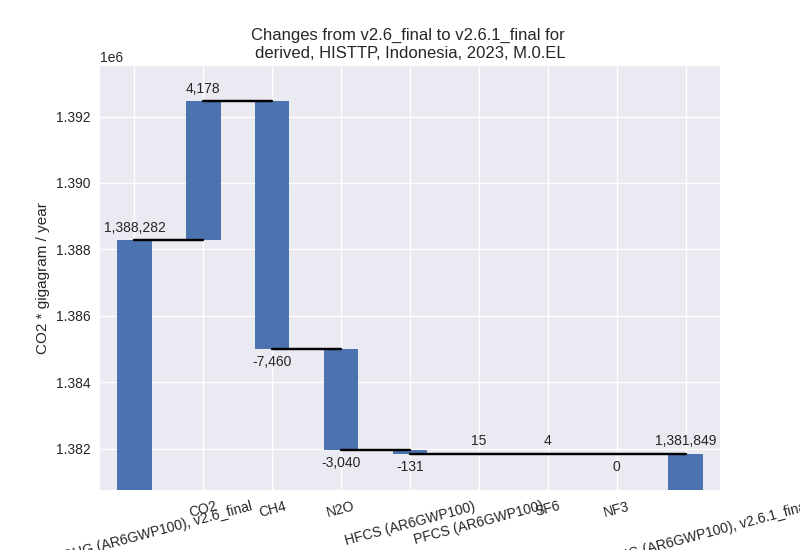 Changes from v2.6_final to v2.6.1_final for
derived, HISTTP, Indonesia, 2023, M.0.EL
1e6
4,178
1.392
1.390
1,388,282
1.388
1.386
-7,460
1.384
15
4
1,381,849
1.382
-3,040
-131
0
CO2 * gigagram / year
(AR6GWP100), v2.6_final
CO2
CH4
N2O
HFCS (AR6GWP100)
PFCS (AR6GWP100)
SF6
NF3
(AR6GWP100), v2.6.1_final